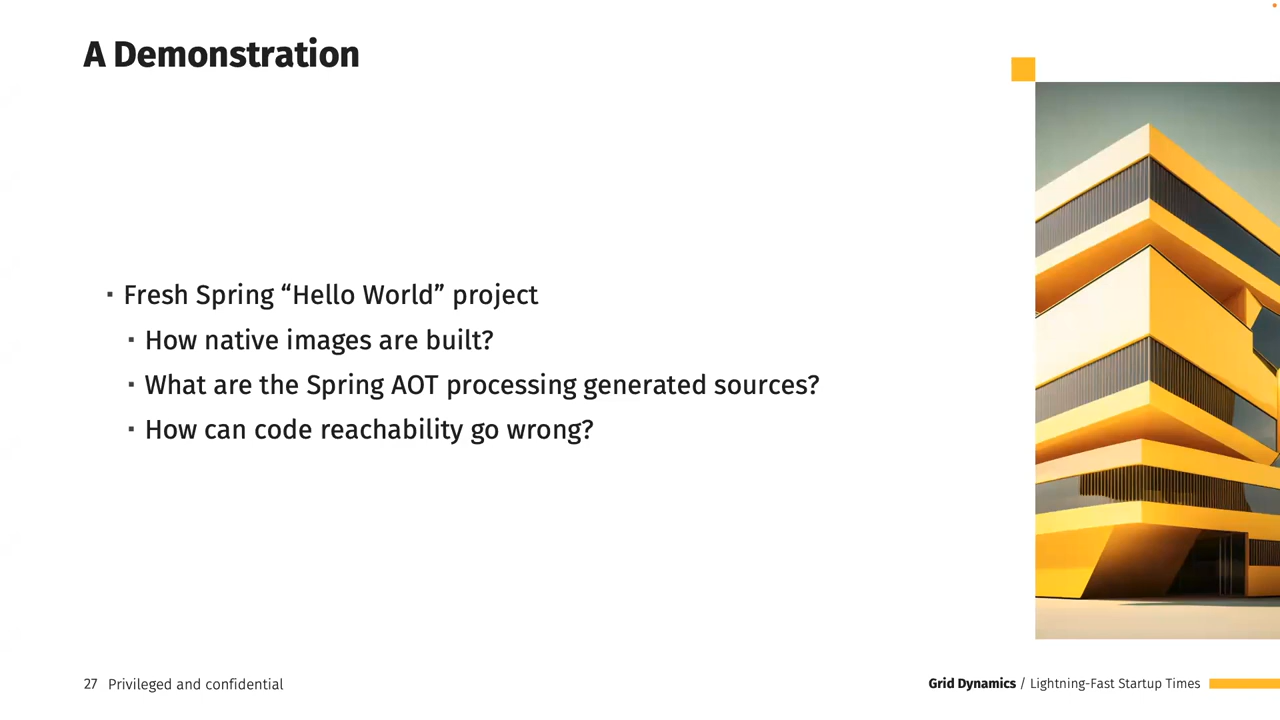 A Demonstration
▪ Fresh Spring “Hello World” project
▪ How native images are built?
▪ What are the Spring AOT processing generated sources?
▪ How can code reachability go wrong?
27 Privileged and confidential
Grid Dynamics / Lightning-Fast Startup Times